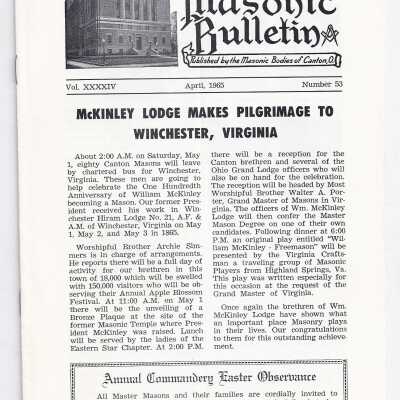 Masonic
Bulletin
Published by the Masonic Bodies of Canton, O.
Vol. XXXXIV April, 1965 Number 53
McKINLEY LODGE MAKES PILGRIMAGE TO
WINCHESTER, VIRGINIA
About 2:00 A.M. on Saturday, May
1, eighty Canton Masons will leave
by chartered bus for Winchester,
Virginia. These men are going to
help celebrate the One Hindredth
Anniversary of William McKinley
becoming a Mason. Our former Pres-
ident received his work in Win-
chester Hiram Lodge No. 21, A.F. &
A.M. of Winchester, Virginia on May
1, May 2, and May 3 in 1865.
Worshipful Brother Archie Sim-
mers is in charge of arrangements.
He reports there will be a full day of
activity for our brethren in this
town of 18,000 which will be swelled
with 150,000 visitors who will be ob-
serving their Annual Apple Blossom
Festival. At 11:00 A.M. on May 1
there will be the unveiling of a
Bronze Plaque at the site of the
former Masonic Temple where Pres-
ident McKinley was raised. Lunch
will be served by the ladies of the
Eastern Star Chapter. At 2:00 P.M.
there will be a reception for the
Canton brethren and several of the
Ohio Grand Lodge officers who will
also be on hand for the celebration.
The reception will be headed by Most
Worshipful Brother Walter A. Por-
ter, Grand Master of Masons in Vir-
ginia. The officers of Wm. McKinley
Lodge will then confer the Master
Mason Degree on one of their own
candidates. Following dinner at 6:00
P.M. an original play entitled "Wil-
liam McKinley - Freemason" will be
presented by the Virginia Crafts-
man a traveling group of Masonic
Players from Highland Springs, Va.
This play was written especially for
this occasion at the request of the
Grand Master of Virginia.
Once again the brethren of Wm.
McKinley Lodge have shown what
an important place Masonry plays
in their lives. Our congratulations
to them for this outstanding achieve-
ment.
Annual Commandery Easter Observance
All Master Masons and their families are cordially invited to